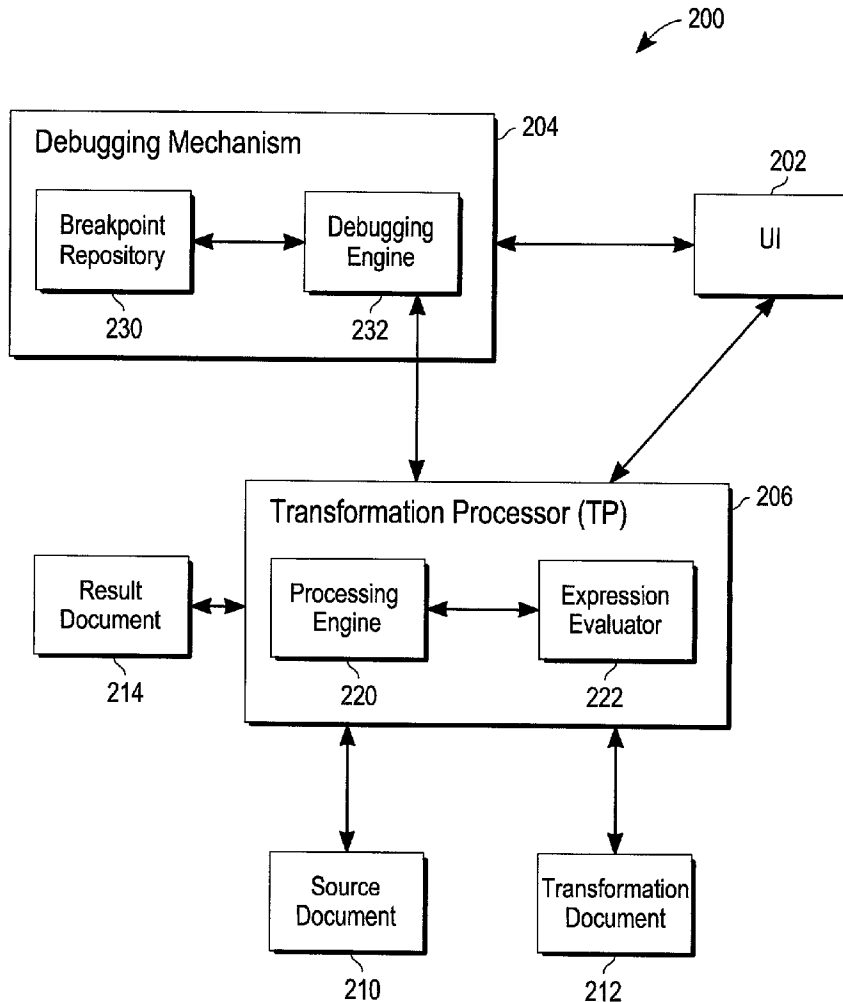 200
Debugging Mechanism
204
Breakpoint
Repository
230
Debugging
Engine
232
202
UI
Transformation Processor (TP)
206
Result
Document
214
Processing
Engine
220
Expression
Evaluator
222
Source
Document
210
Transformation
Document
212